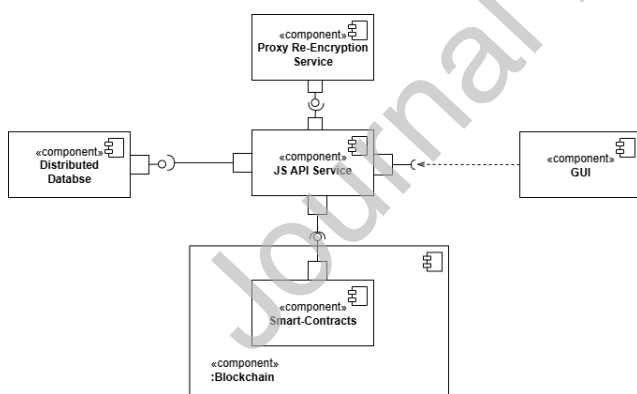 «component»
Proxy Re-Encryption
Service
«component»
Distributed
Databse
«component»
JS API Service
«component»
GUI
«component»
Smart-Contracts
«component»
:Blockchain
Journal